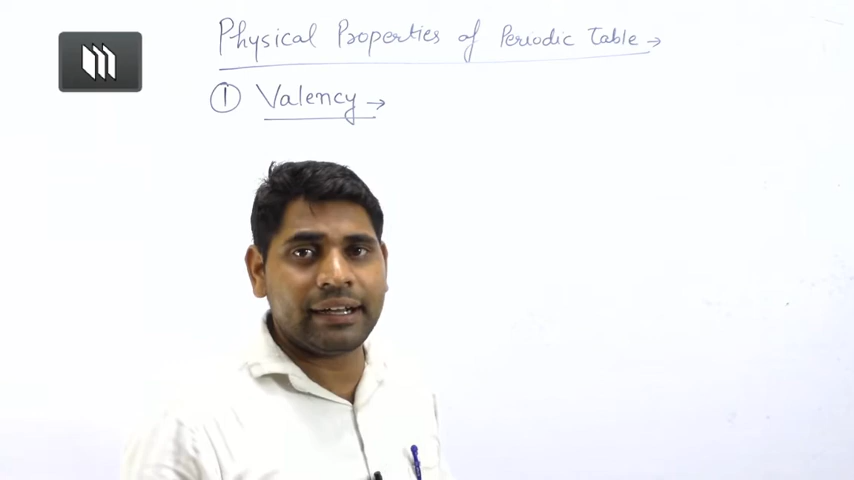 Physical Properties of Periodic Table →
① Valency →